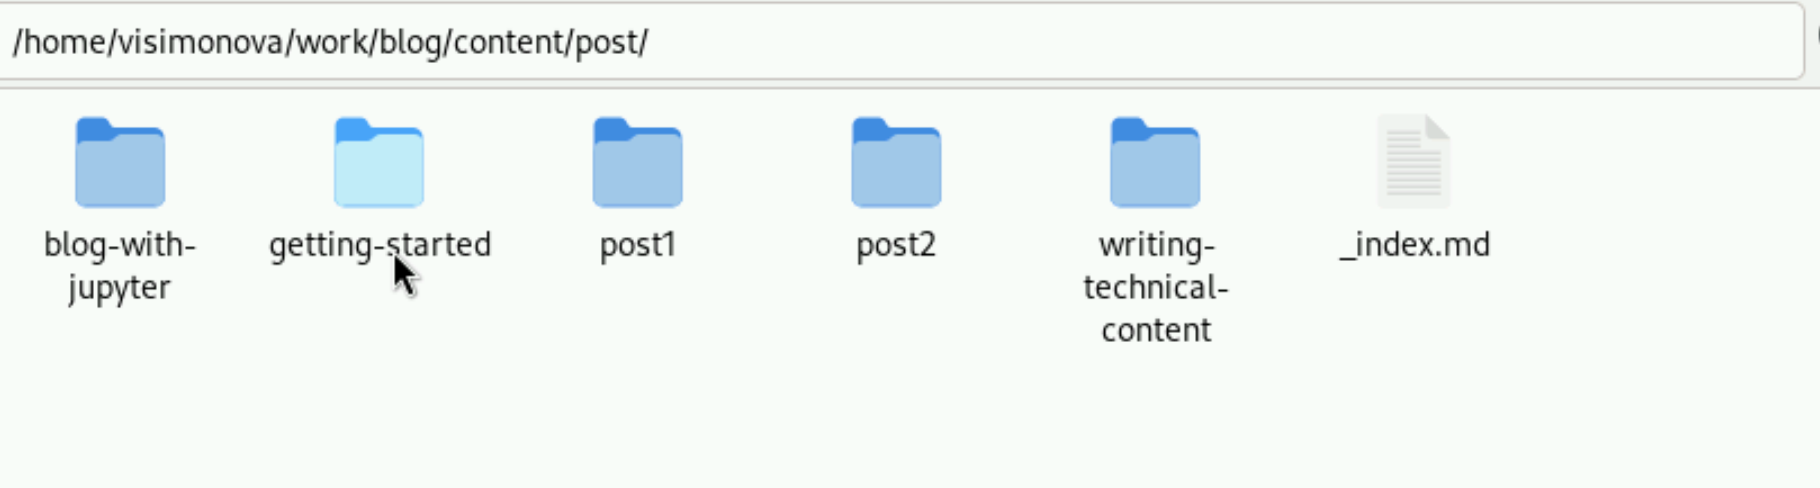 /home/visimonova/work/blog/content/post/
blog-with-
jupyter
getting-started
post1
post2
writing-
technical-
content
_index.md